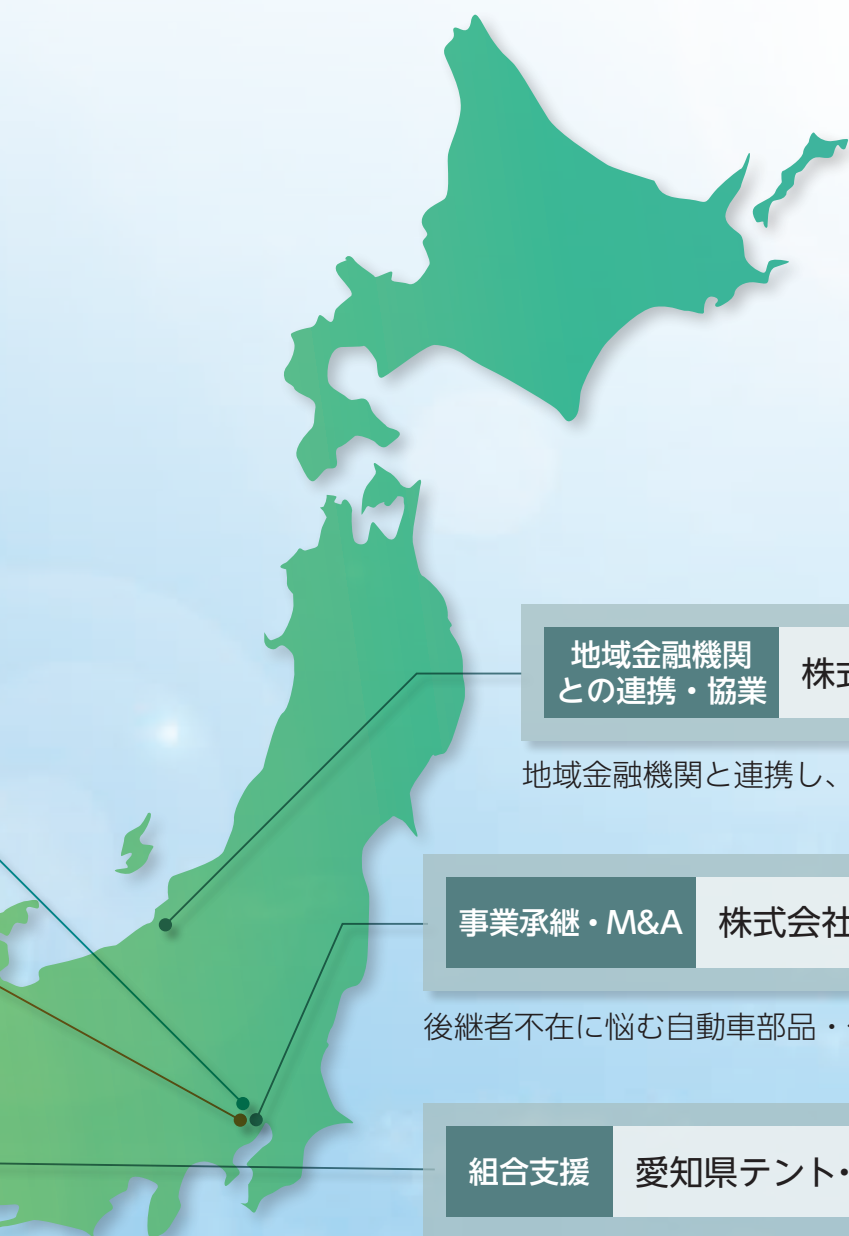 地域金融機関
との連携・協業
株式
地域金融機関と連携し、
事業承継・M&A
株式会社
後継者不在に悩む自動車部品・
組合支援
愛知県テント・